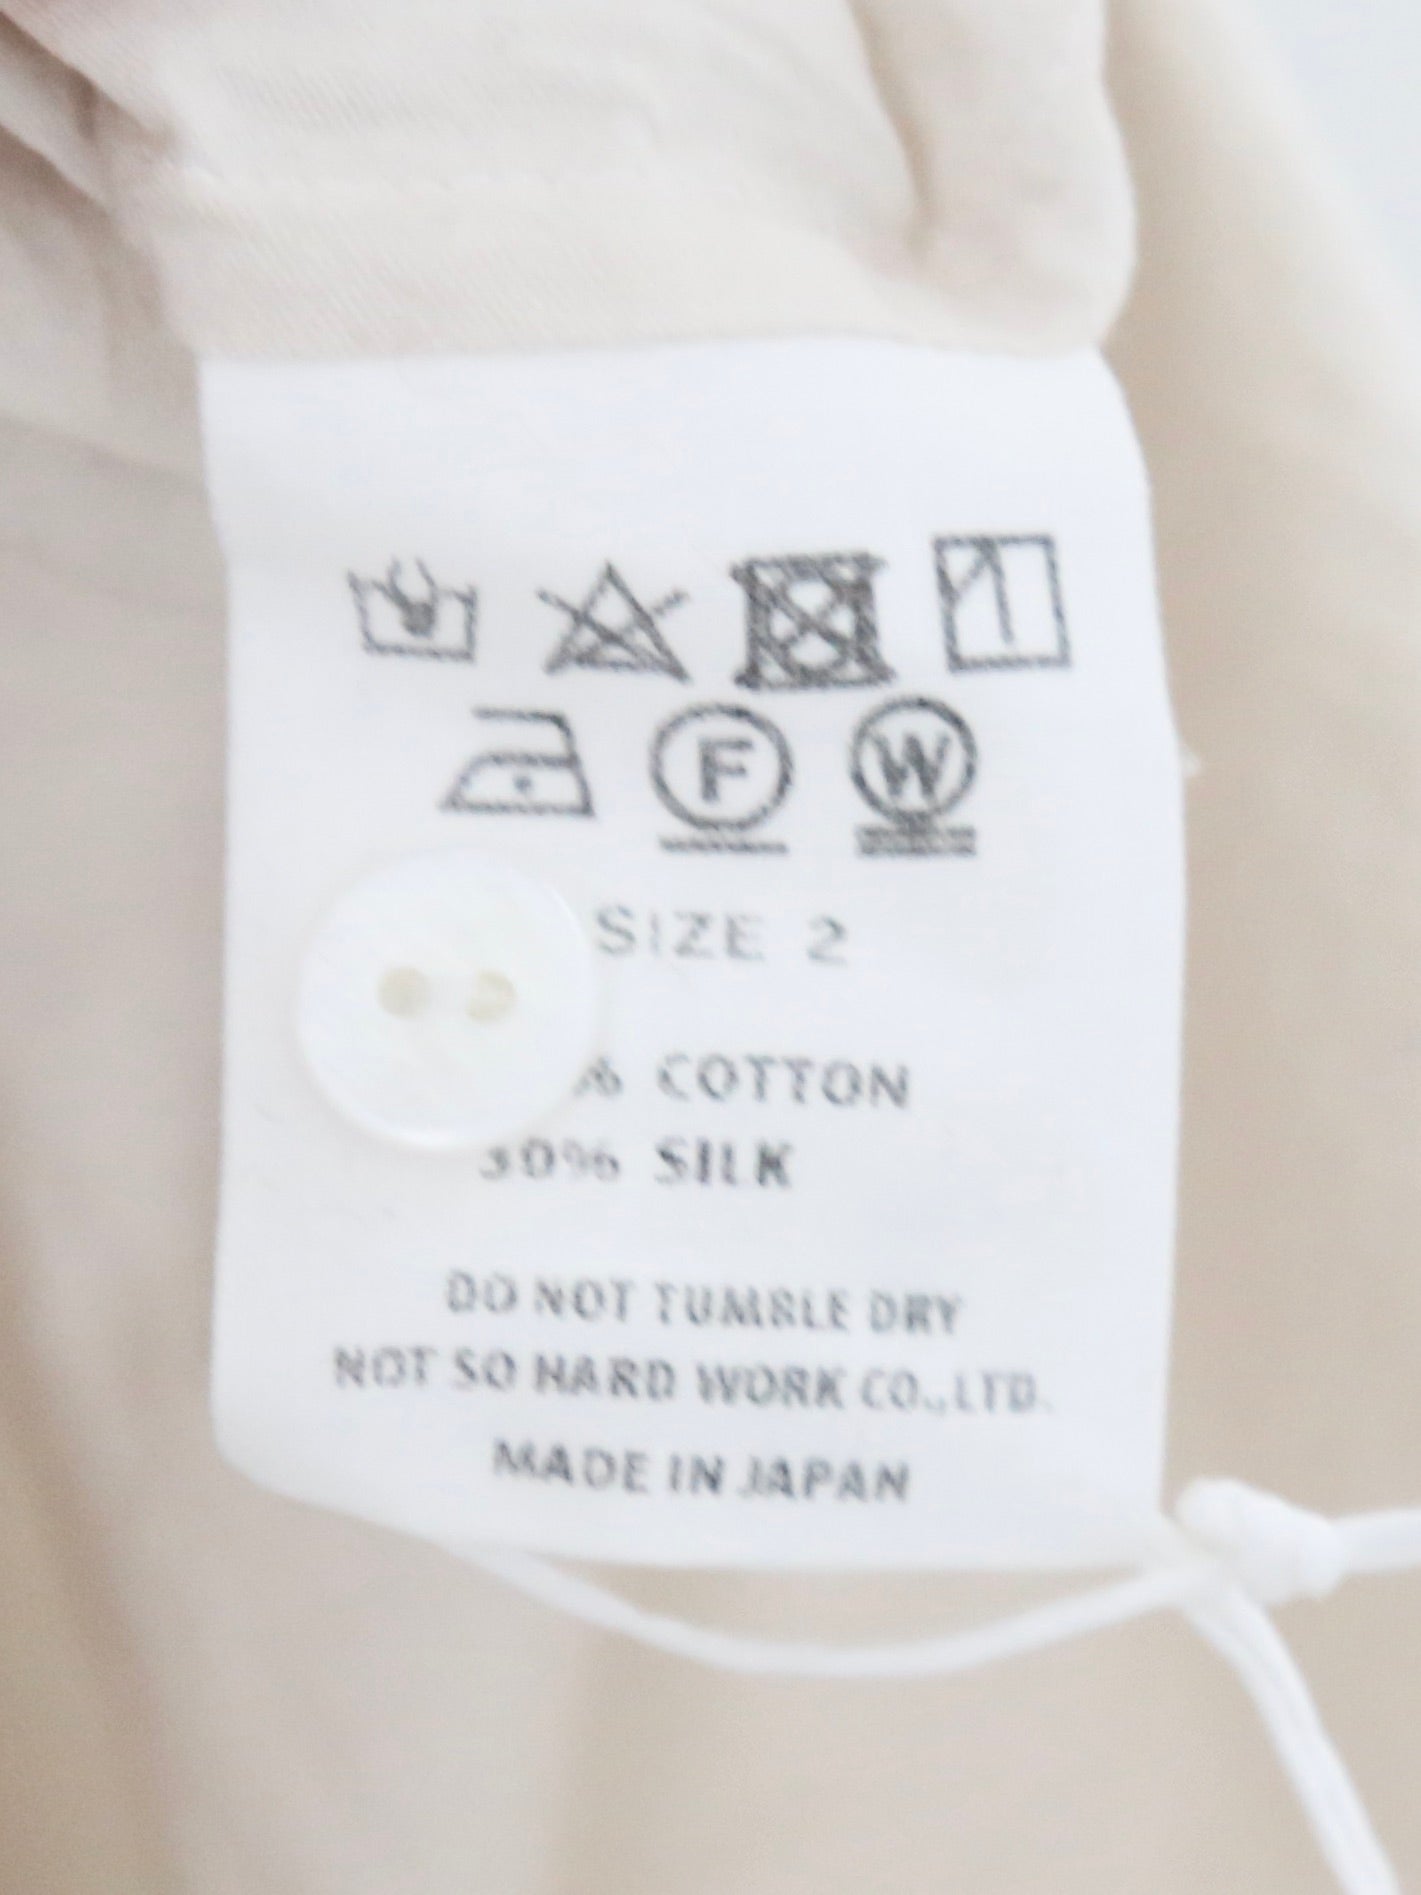 F W
SIZE 2
% COTTON
30% SILK
DO NOT TUMBLE DRY
NOT SO HARD WORK CO.,LTD.
MADE IN JAPAN